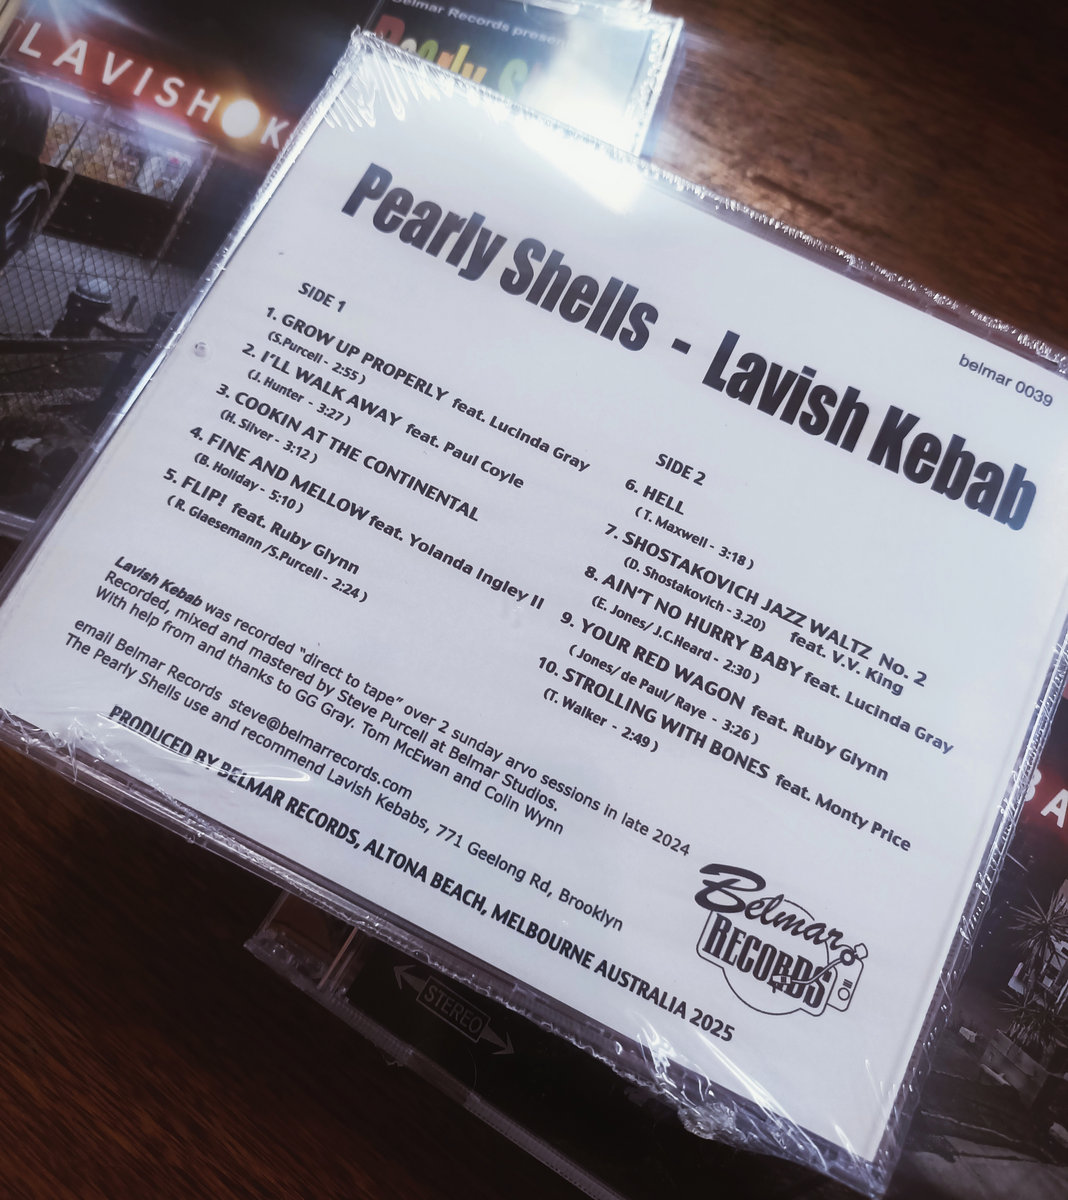 LAVISH K
Belmar Records present
Pearly S
Pearly Shells - Lavish Kebab
belmar 0039
SIDE 1
1. GROW UP PROPERLY feat. Lucinda Gray
(S.Purcell - 2:55 )
2. I'LL WALK AWAY feat. Paul Coyle
(J. Hunter - 3:27 )
3. COOKIN AT THE CONTINENTAL
(H. Silver - 3:12 )
4. FINE AND MELLOW feat. Yolanda Ingley II
(B. Holiday - 5:10 )
5. FLIP! feat. Ruby Glynn
( R. Glaesemann /S.Purcell - 2:24 )
SIDE 2
6. HELL
( T. Maxwell - 3:18 )
7. SHOSTAKOVICH JAZZ WALTZ No. 2
(D. Shostakovich - 3.20) feat. V.V. King
8. AIN'T NO HURRY BABY feat. Lucinda Gray
(E. Jones/ J.C.Heard - 2:30 )
9. YOUR RED WAGON feat. Ruby Glynn
( Jones/ de Paul/ Raye - 3:26 )
10. STROLLING WITH BONES feat. Monty Price
(T. Walker - 2:49 )
Lavish Kebab was recorded "direct to tape" over 2 sunday arvo sessions in late 2024
Recorded, mixed and mastered by Steve Purcell at Belmar Studios.
With help from and thanks to GG Gray. Tom McEwan and Colin Wynn
email Belmar Records steve@belmarrecords.com
The Pearly Shells use and recommend Lavish Kebabs, 771 Geelong Rd, Brooklyn
PRODUCED BY BELMAR RECORDS, ALTONA BEACH, MELBOURNE AUSTRALIA 2025
Belmar
RECORDS
BA
STEREO